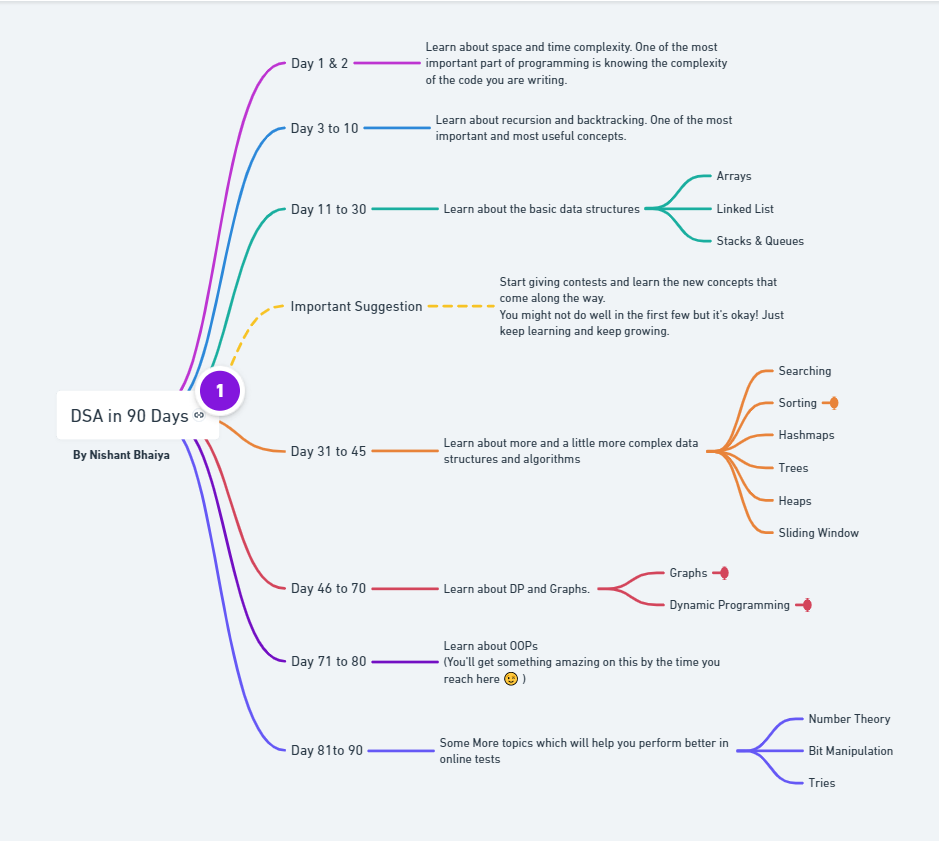 Day 1 & 2
Learn about space and time complexity. One of the most
important part of programming is knowing the complexity
of the code you are writing.
Day 3 to 10
Learn about recursion and backtracking. One of the most
important and most useful concepts.
Day 11 to 30
Learn about the basic data structures
Arrays
Linked List
Stacks & Queues
Important Suggestion
Start giving contests and learn the new concepts that
come along the way.
You might not do well in the first few but it's okay! Just
keep learning and keep growing.
1
DSA in 90 Days
By Nishant Bhaiya
Day 31 to 45
Learn about more and a little more complex data
structures and algorithms
Searching
Sorting
Hashmaps
Trees
Heaps
Sliding Window
Day 46 to 70
Learn about DP and Graphs.
Graphs
Dynamic Programming
Day 71 to 80
Learn about OOPs
(You'll get something amazing on this by the time you
reach here 😉 )
Day 81to 90
Some More topics which will help you perform better in
online tests
Number Theory
Bit Manipulation
Tries